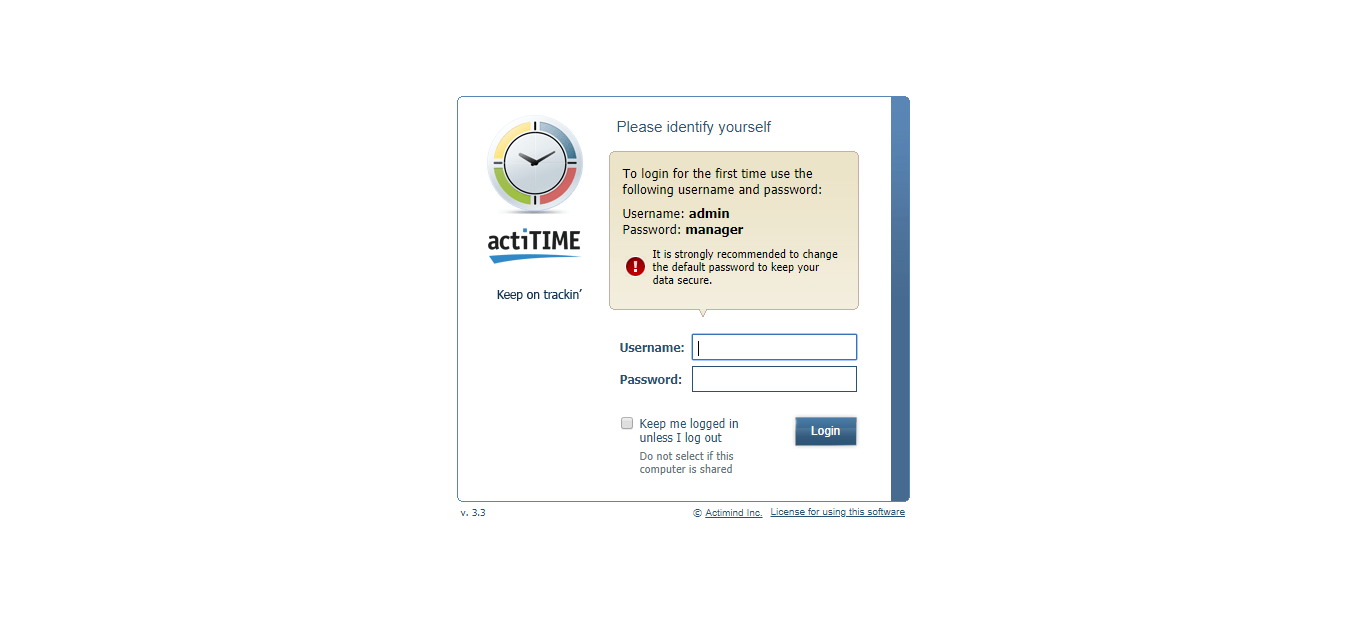 Please identify yourself
To login for the first time use the
following username and password:
Username: admin
Password: manager
It is strongly recommended to change
the default password to keep your
data secure.
actiTIME
Keep on trackin’
Username:
Password:
Keep me logged in
unless I log out
Do not select if this
computer is shared
Login
v. 3.3
© Actimind Inc. License for using this software